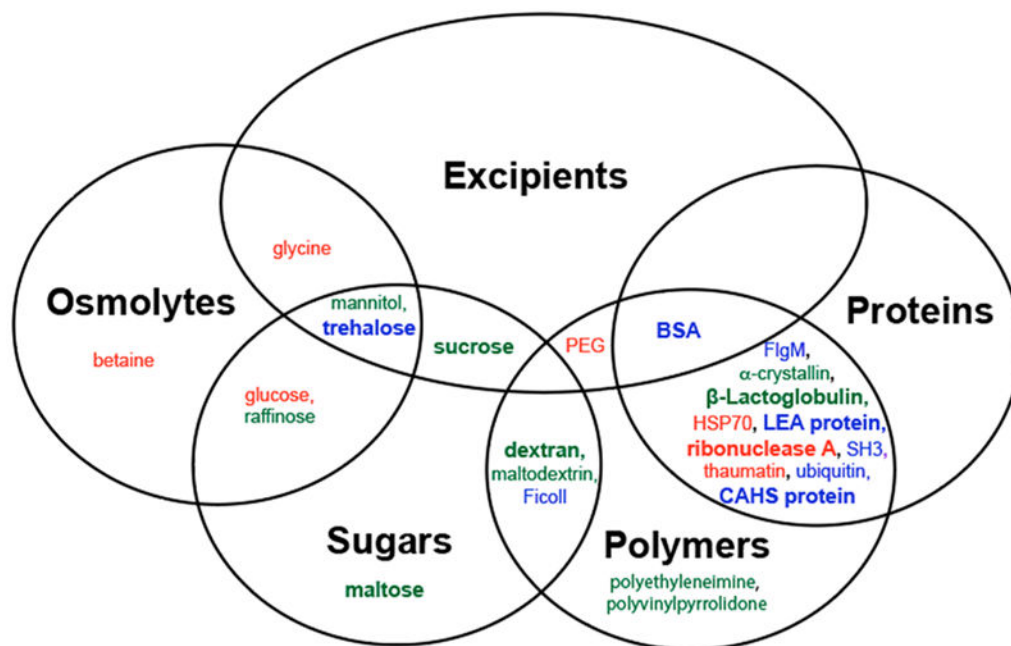 Excipients
glycine
Osmolytes
mannitol,
trehalose
sucrose
PEG
BSA
Proteins
betaine
glucose,
raffinose
FlgM,
α-crystallin,
β-Lactoglobulin,
HSP70, LEA protein,
ribonuclease A, SH3,
thaumatin, ubiquitin,
CAHS protein
dextran,
maltodextrin,
Ficoll
Sugars
maltose
Polymers
polyethyleneimine,
polyvinylpyrrolidone